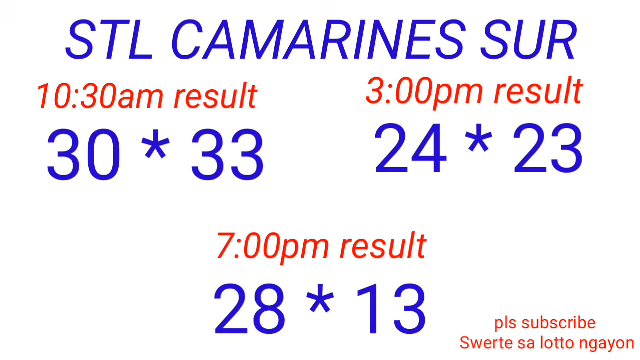 STL CAMARINES SUR
10:30am result
30 * 33
3:00pm result
24 * 23
7:00pm result
28 * 13
pls subscribe
Swerte sa lotto ngayon